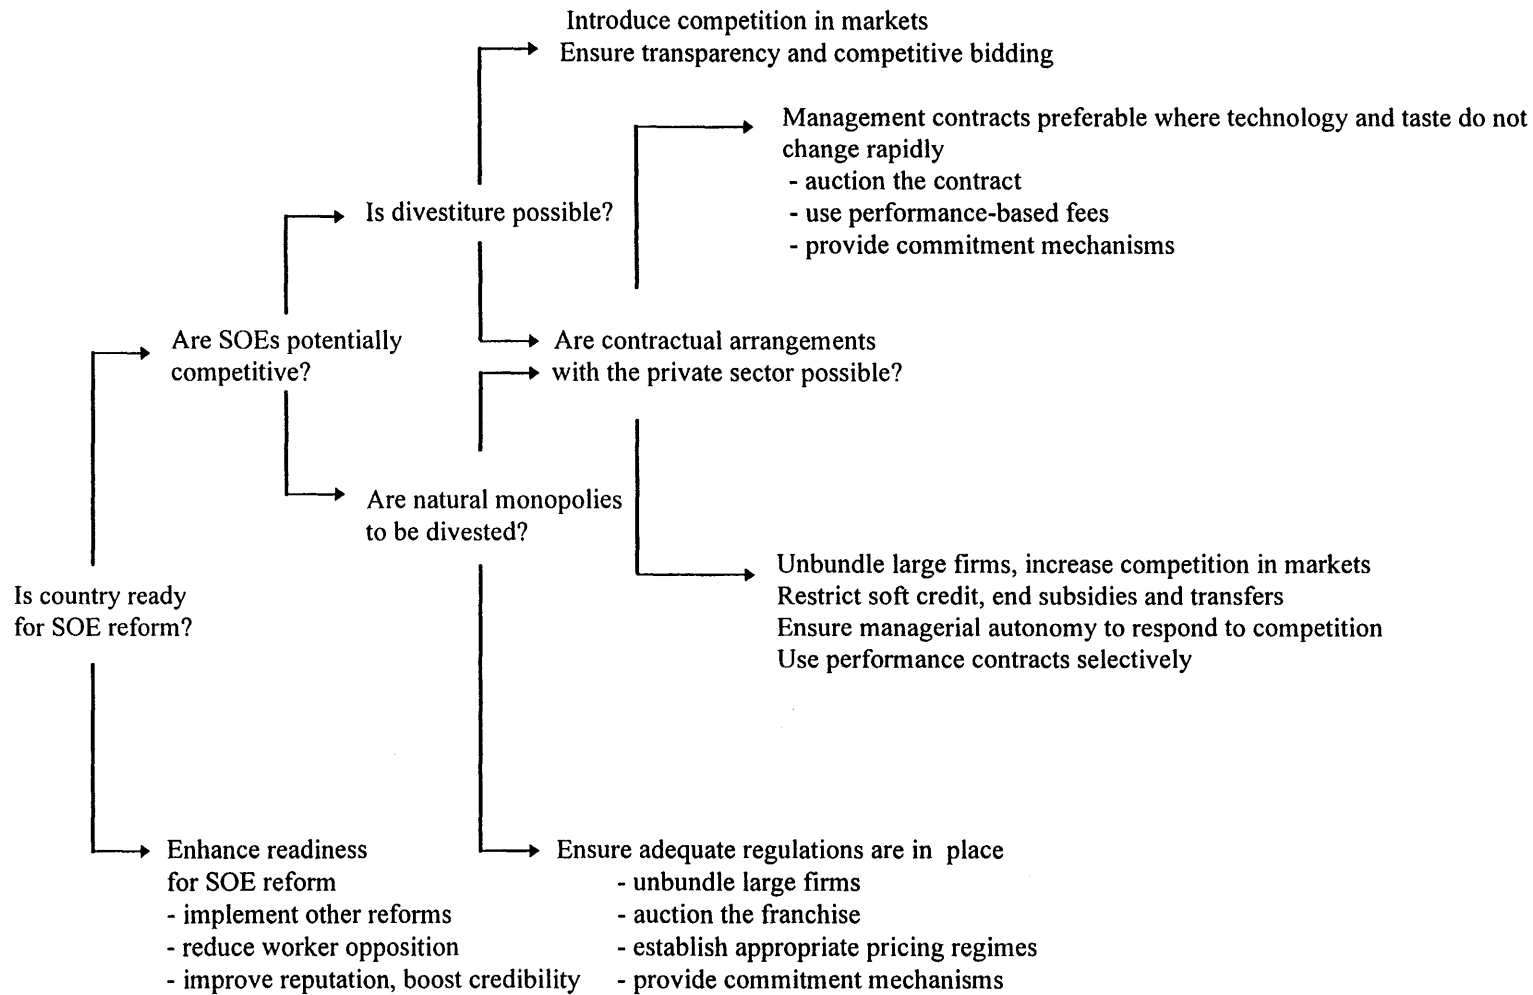 Introduce competition in markets
Ensure transparency and competitive bidding
Management contracts preferable where technology and taste do not
change rapidly
- auction the contract
- use performance-based fees
- provide commitment mechanisms
Is divestiture possible?
Are SOEs potentially
competitive?
Are contractual arrangements
with the private sector possible?
Are natural monopolies
to be divested?
Is country ready
for SOE reform?
Unbundle large firms, increase competition in markets
Restrict soft credit, end subsidies and transfers
Ensure managerial autonomy to respond to competition
Use performance contracts selectively
Enhance readiness
for SOE reform
- implement other reforms
- reduce worker opposition
- improve reputation, boost credibility
Ensure adequate regulations are in place
- unbundle large firms
- auction the franchise
- establish appropriate pricing regimes
- provide commitment mechanisms